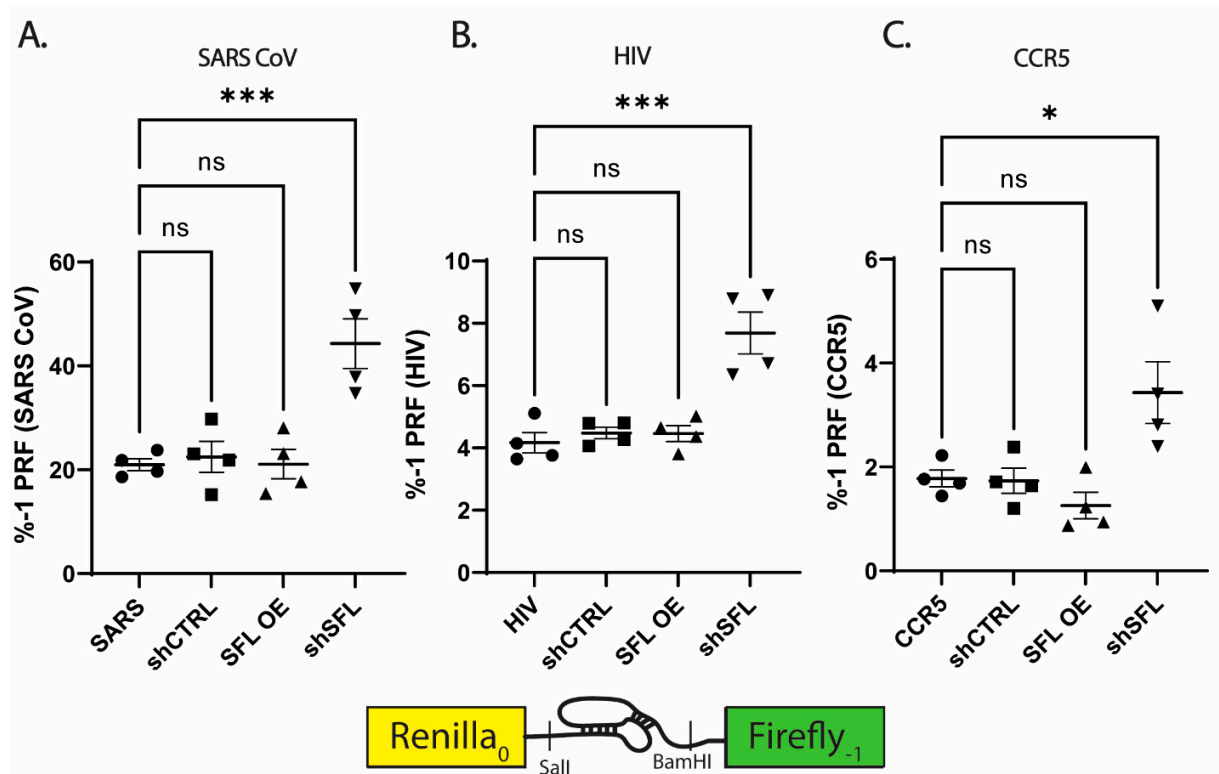 A.
SARS CoV
***
ns
ns
%-1 PRF (SARS CoV)
60
40
20
0
SARS
shCTRL
SFL OE
shSFL
B.
HIV
***
ns
ns
%-1 PRF (HIV)
10
8
6
4
2
0
HIV
shCTRL
SFL OE
shSFL
C.
CCR5
*
ns
ns
%-1 PRF (CCR5)
6
4
2
0
CCR5
shCTRL
SFL OE
shSFL
Renilla0
SalI
BamHI
Firefly-1